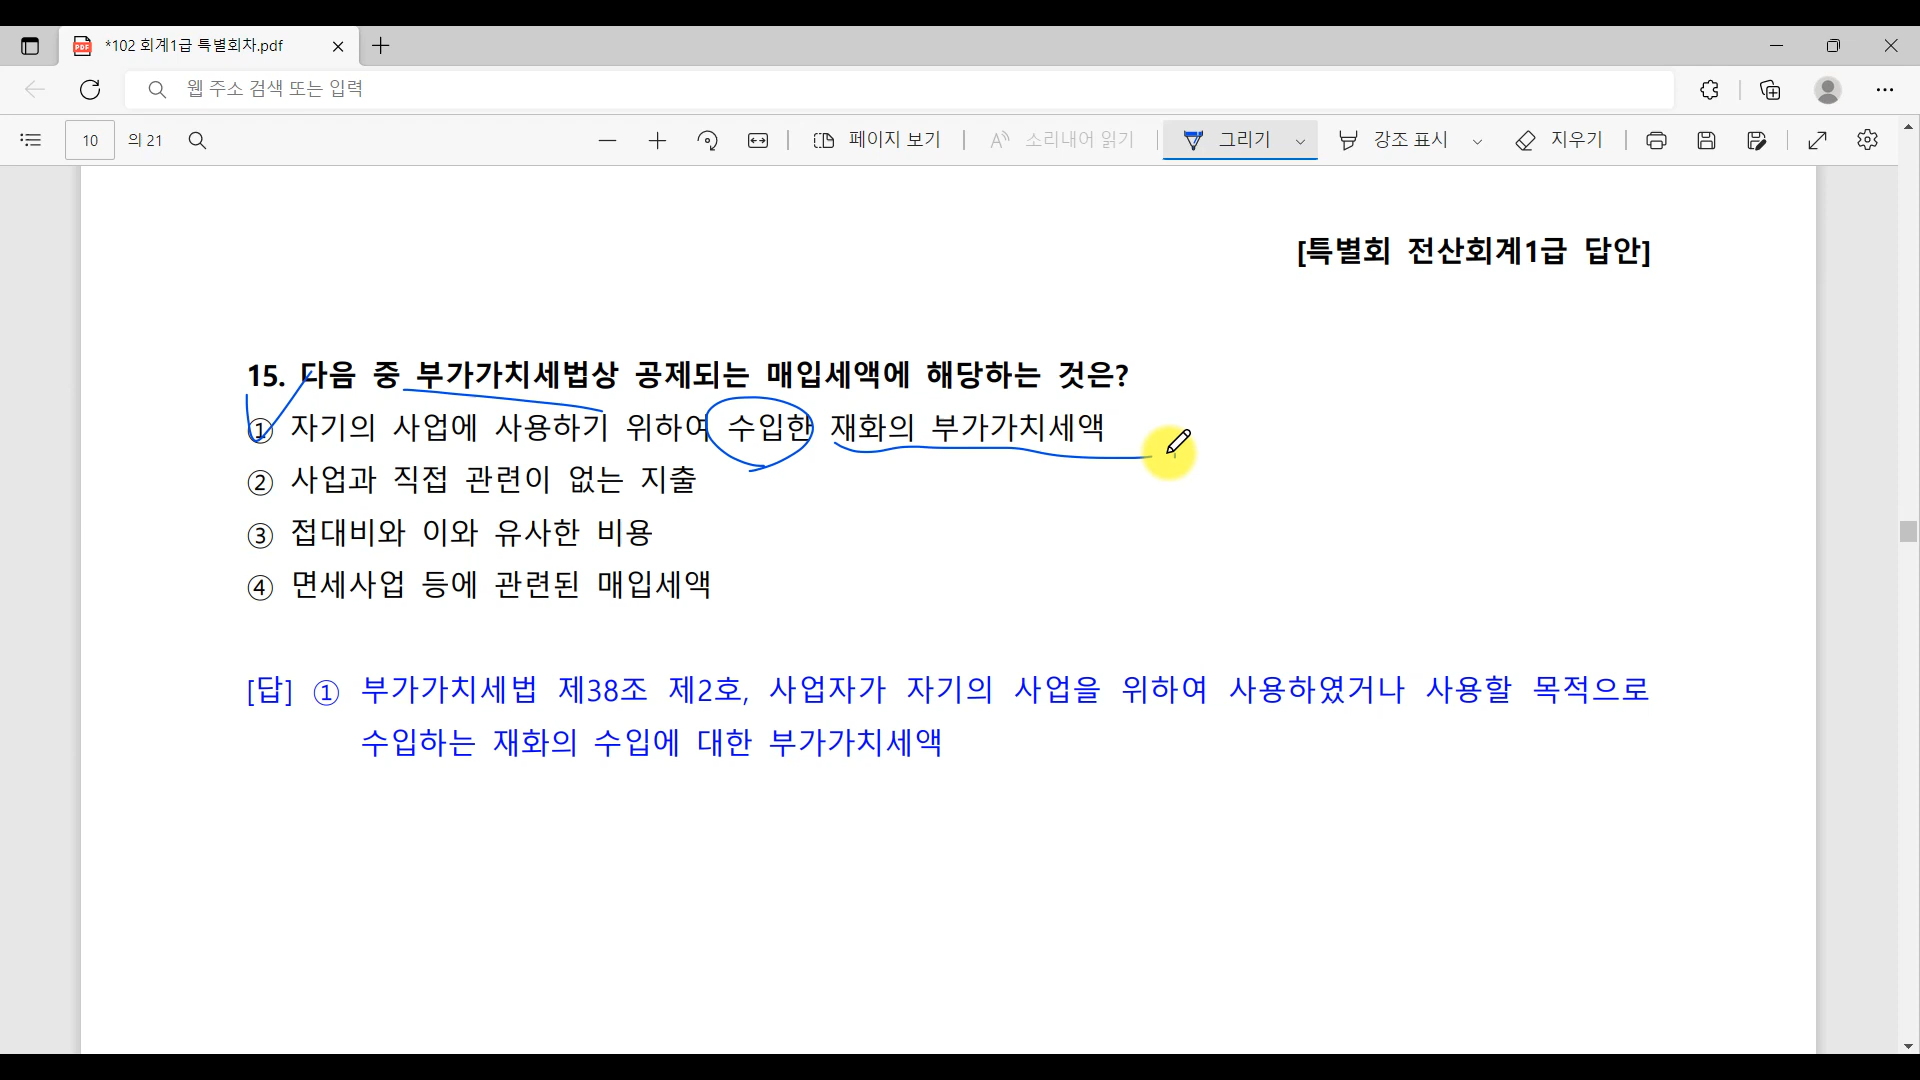 *102 회계1급 특별회차.pdf
웹 주소 검색 또는 입력
10 의 21 페이지 보기 소리내어 읽기 그리기 강조 표시 지우기
[특별회 전산회계1급 답안]
15. 다음 중 부가가치세법상 공제되는 매입세액에 해당하는 것은?
① 자기의 사업에 사용하기 위하여 수입한 재화의 부가가치세액
② 사업과 직접 관련이 없는 지출
③ 접대비와 이와 유사한 비용
④ 면세사업 등에 관련된 매입세액
[답] ① 부가가치세법 제38조 제2호, 사업자가 자기의 사업을 위하여 사용하였거나 사용할 목적으로
수입하는 재화의 수입에 대한 부가가치세액